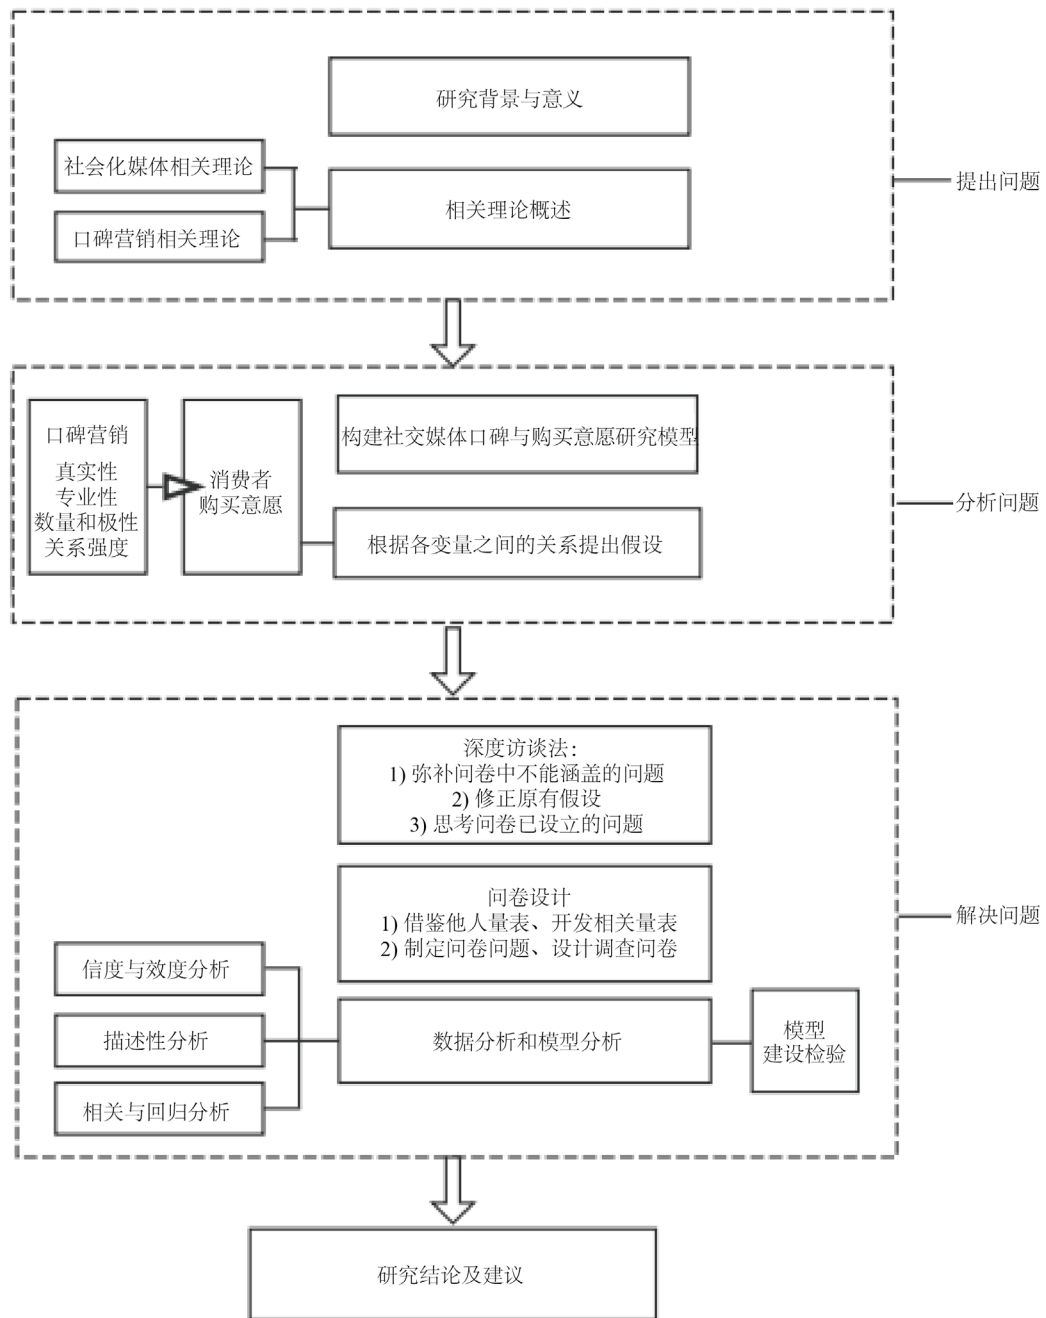 研究背景与意义
社会化媒体相关理论
口碑营销相关理论
相关理论概述
提出问题
口碑营销
真实性
专业性
数量和极性
关系强度
消费者
购买意愿
构建社交媒体口碑与购买意愿研究模型
根据各变量之间的关系提出假设
分析问题
深度访谈法：
1) 弥补问卷中不能涵盖的问题
2) 修正原有假设
3) 思考问卷已设立的问题
问卷设计
1) 借鉴他人量表、开发相关量表
2) 制定问卷问题、设计调查问卷
解决问题
信度与效度分析
描述性分析
相关与回归分析
数据分析和模型分析
模型
建设检验
研究结论及建议